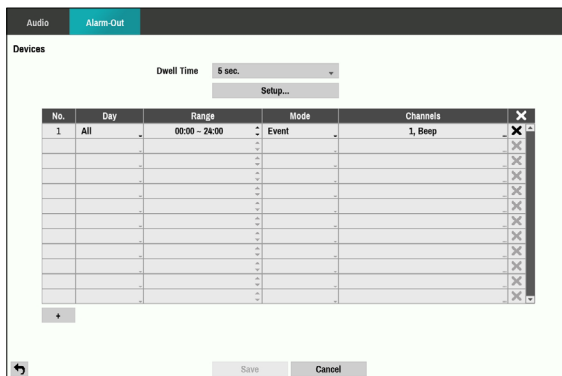 Audio Alarm-Out
Devices
Dwell Time 5 sec.
Setup...
No. Day Range Mode Channels
1 All 00:00 ~ 24:00 Event 1, Beep
+
Save Cancel